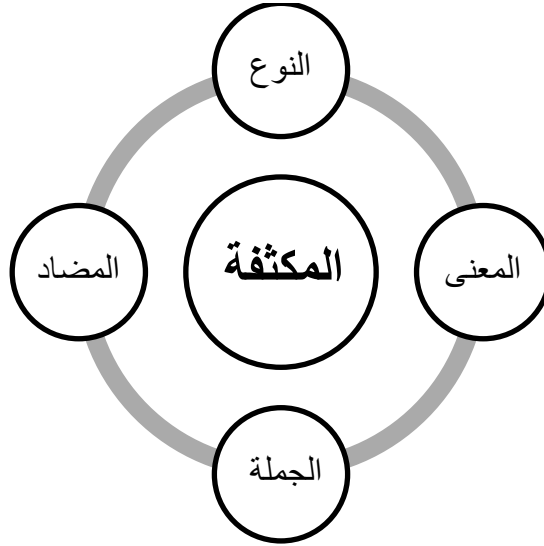 النوع
المضاد
المكثفة
المعنى
الجملة